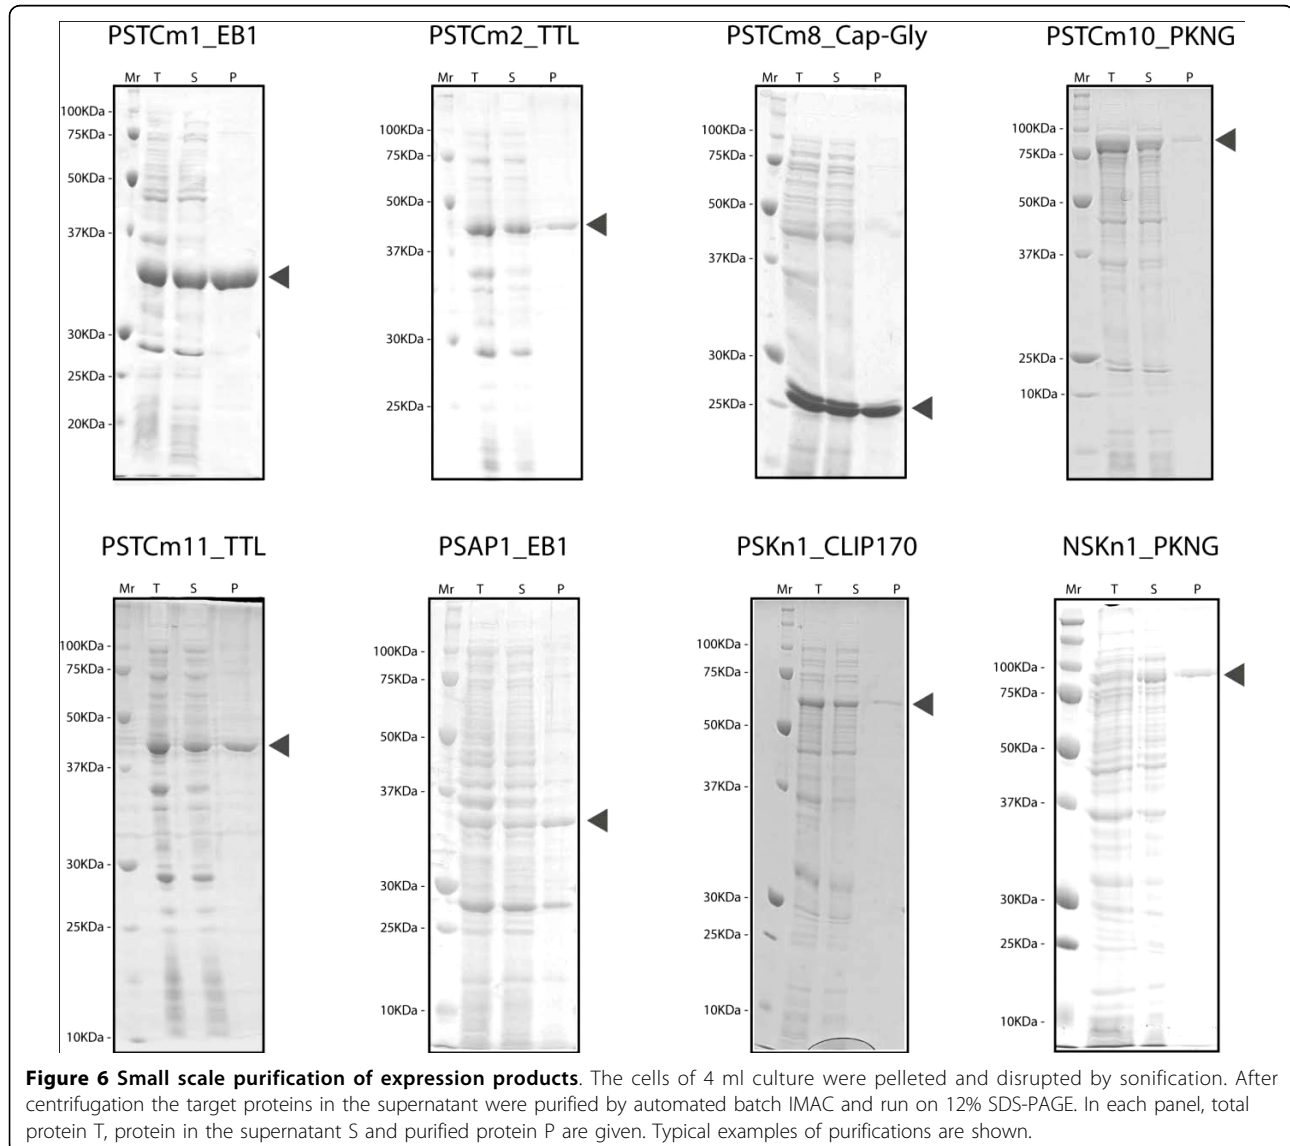 PSTCm1_EB1
PSTCm2_TTL
PSTCm8_Cap-Gly
PSTCm10_PKNG
Mr T S P
100KDa -
75KDa -
50KDa -
37KDa -
30KDa -
25KDa -
20KDa -
Mr T S P
100KDa -
75KDa -
50KDa -
37KDa -
30KDa -
25KDa -
Mr T S P
100KDa -
75KDa -
50KDa -
37KDa -
30KDa -
25KDa -
Mr T S P
100KDa -
75KDa -
50KDa -
37KDa -
25KDa -
10KDa -
PSTCm11_TTL
PSAP1_EB1
PSKn1_CLIP170
NSKn1_PKNG
Mr T S P
100KDa -
75KDa -
50KDa -
37KDa -
30KDa -
25KDa -
10KDa -
Mr T S P
100KDa -
75KDa -
50KDa -
37KDa -
30KDa -
25KDa -
10KDa -
Mr T S P
100KDa -
75KDa -
50KDa -
37KDa -
30KDa -
25KDa -
10KDa -
Mr T S P
100KDa -
75KDa -
50KDa -
37KDa -
30KDa -
25KDa -
10KDa -
Figure 6 Small scale purification of expression products. The cells of 4 ml culture were pelleted and disrupted by sonification. After
centrifugation the target proteins in the supernatant were purified by automated batch IMAC and run on 12% SDS-PAGE. In each panel, total
protein T, protein in the supernatant S and purified protein P are given. Typical examples of purifications are shown.